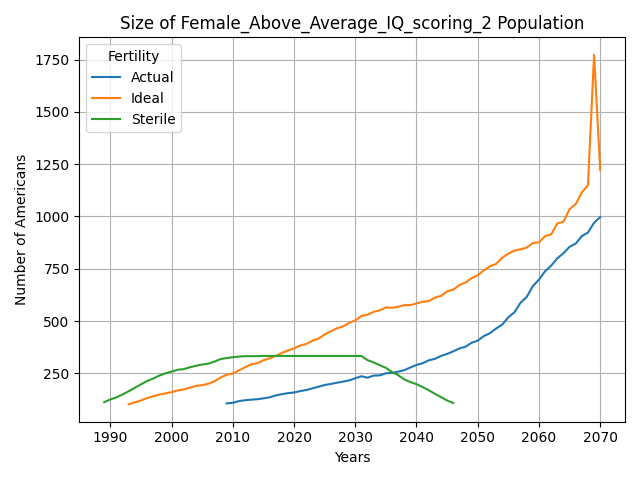 Size of Female_Above_Average_IQ_scoring_2 Population
Fertility
Actual
Ideal
Sterile
Number of Americans
1750
1500
1250
1000
750
500
250
1990 2000 2010 2020 2030 2040 2050 2060 2070
Years